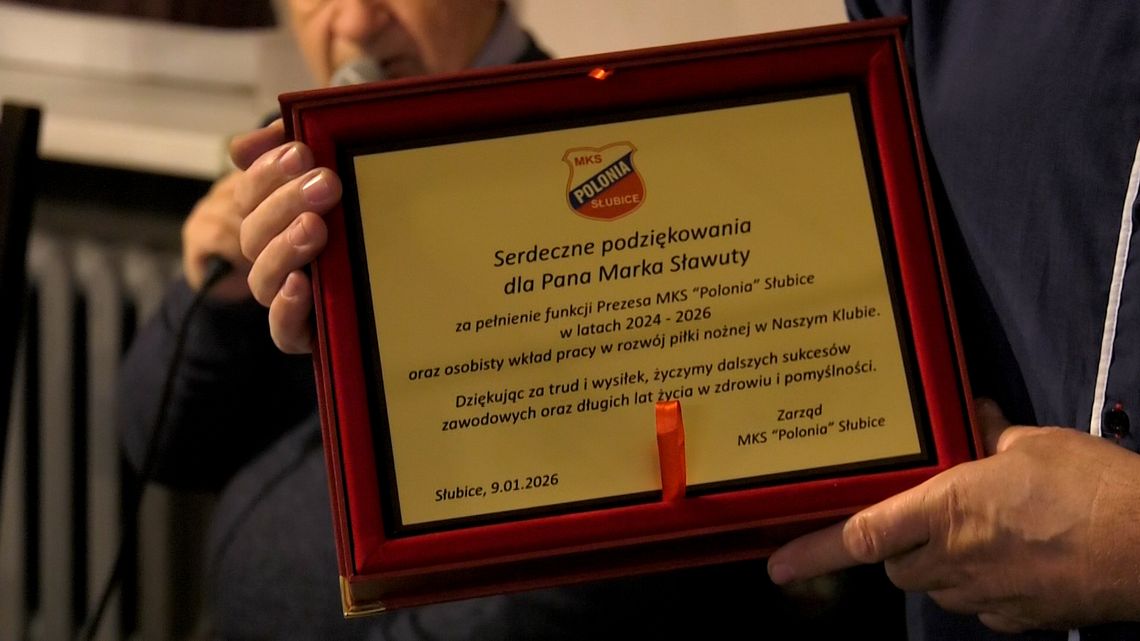 MKS
POLONIA
SŁUBICE
Serdeczne podziękowania
dla Pana Marka Sławuty
za pełnienie funkcji Prezesa MKS “Polonia” Słubice
w latach 2024 - 2026
oraz osobisty wkład pracy w rozwój piłki nożnej w Naszym Klubie.
Dziękując za trud i wysiłek, życzymy dalszych sukcesów
zawodowych oraz długich lat życia w zdrowiu i pomyślności.
Zarząd
MKS “Polonia” Słubice
Słubice, 9.01.2026